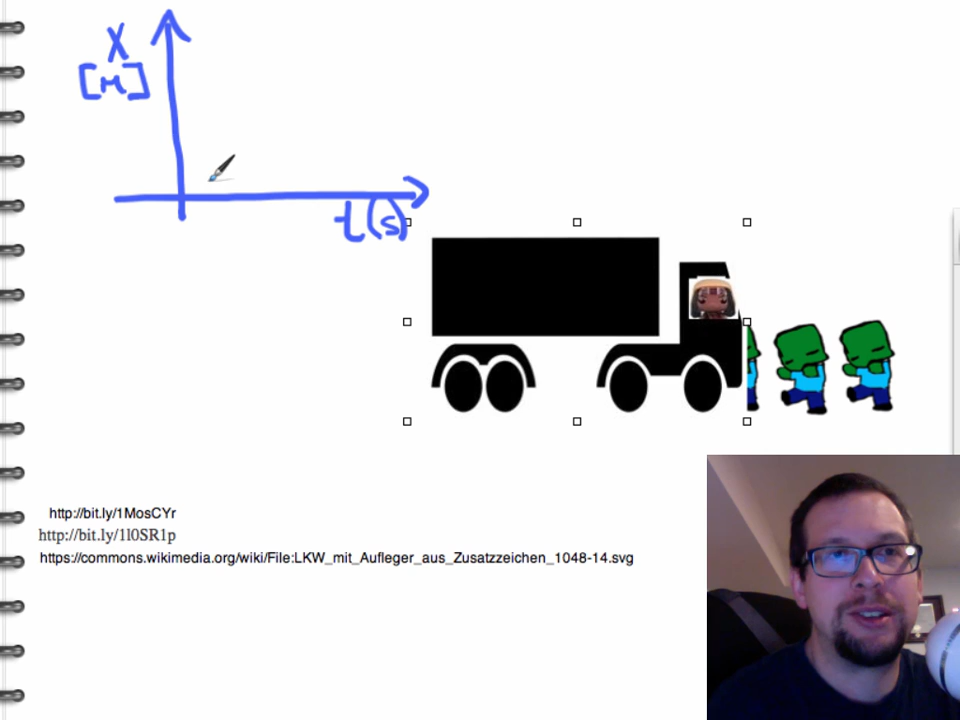 X
[m]
t(s)
http://bit.ly/1MosCYr
http://bit.ly/1l0SR1p
https://commons.wikimedia.org/wiki/File:LKW_mit_Aufleger_aus_Zusatzzeichen_1048-14.svg